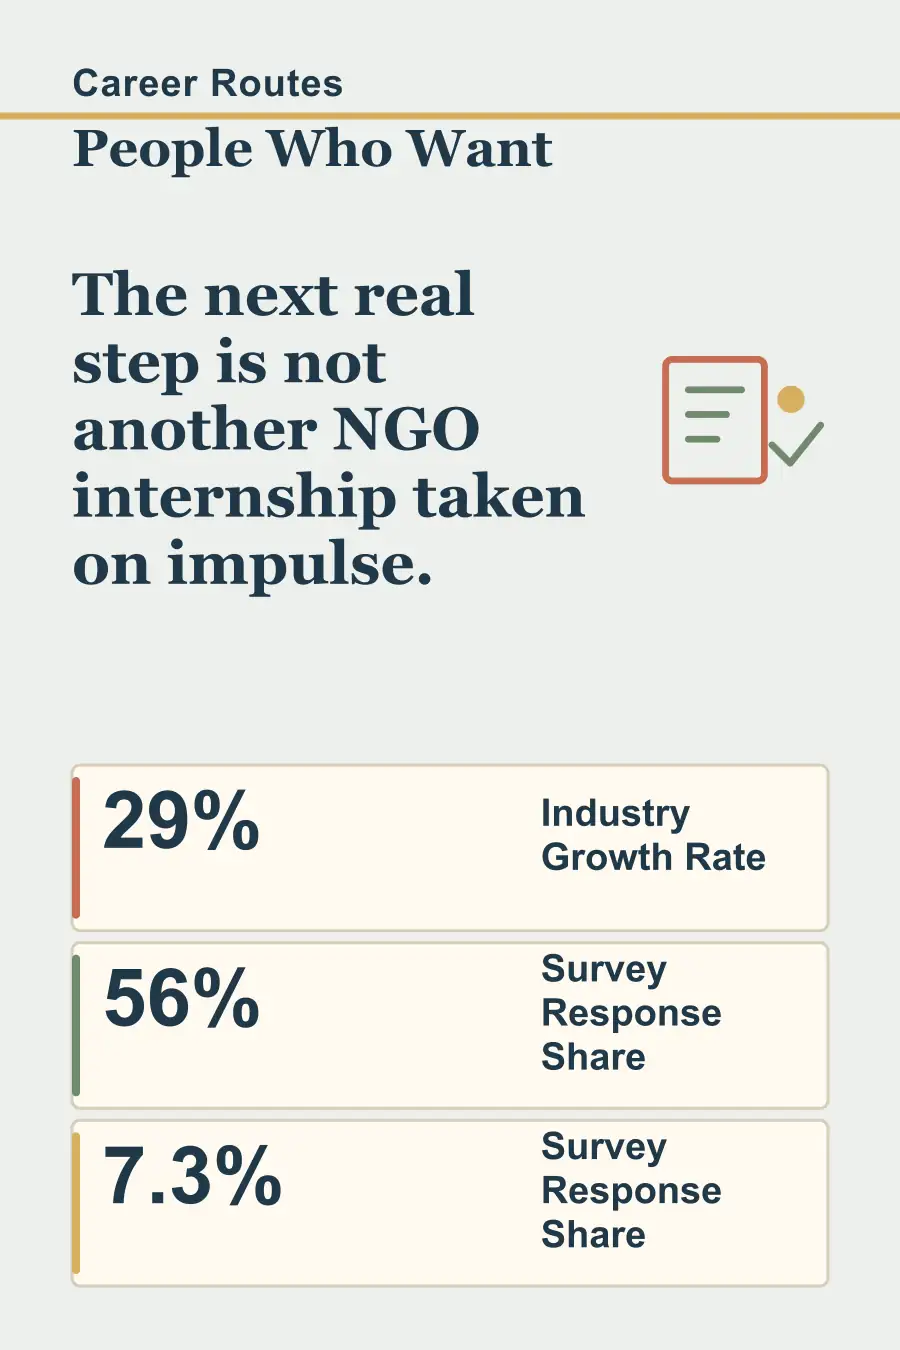 Career Routes
People Who Want
The next real
step is not
another NGO
internship taken
on impulse.
29%
Industry
Growth Rate
56%
Survey
Response
Share
7.3%
Survey
Response
Share